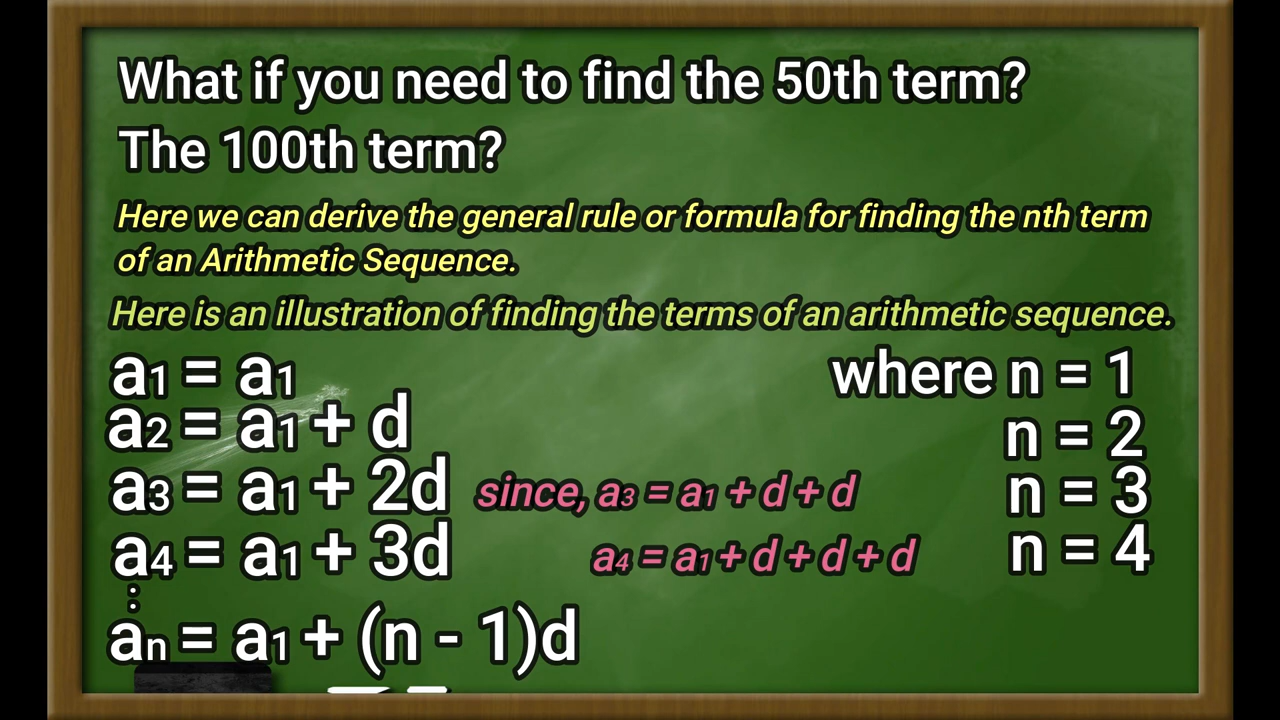 What if you need to find the 50th term?
The 100th term?
Here we can derive the general rule or formula for finding the nth term
of an Arithmetic Sequence.
Here is an illustration of finding the terms of an arithmetic sequence.
a₁ = a₁ where n = 1
a₂ = a₁ + d n = 2
a₃ = a₁ + 2d since, a₃ = a₁ + d + d n = 3
a₄ = a₁ + 3d a₄ = a₁ + d + d + d n = 4
⋮
aₙ = a₁ + (n - 1)d